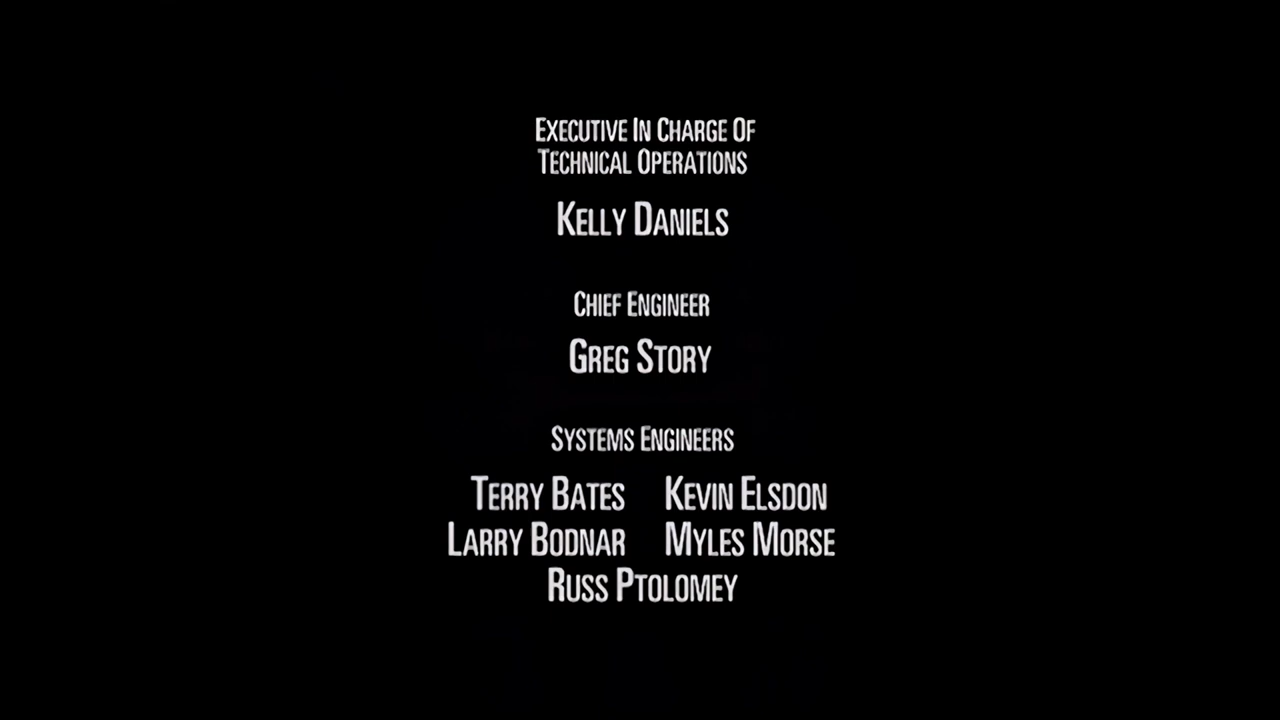 Executive In Charge Of
Technical Operations
Kelly Daniels
Chief Engineer
Greg Story
Systems Engineers
Terry Bates Kevin Elsdon
Larry Bodnar Myles Morse
Russ Ptolomey